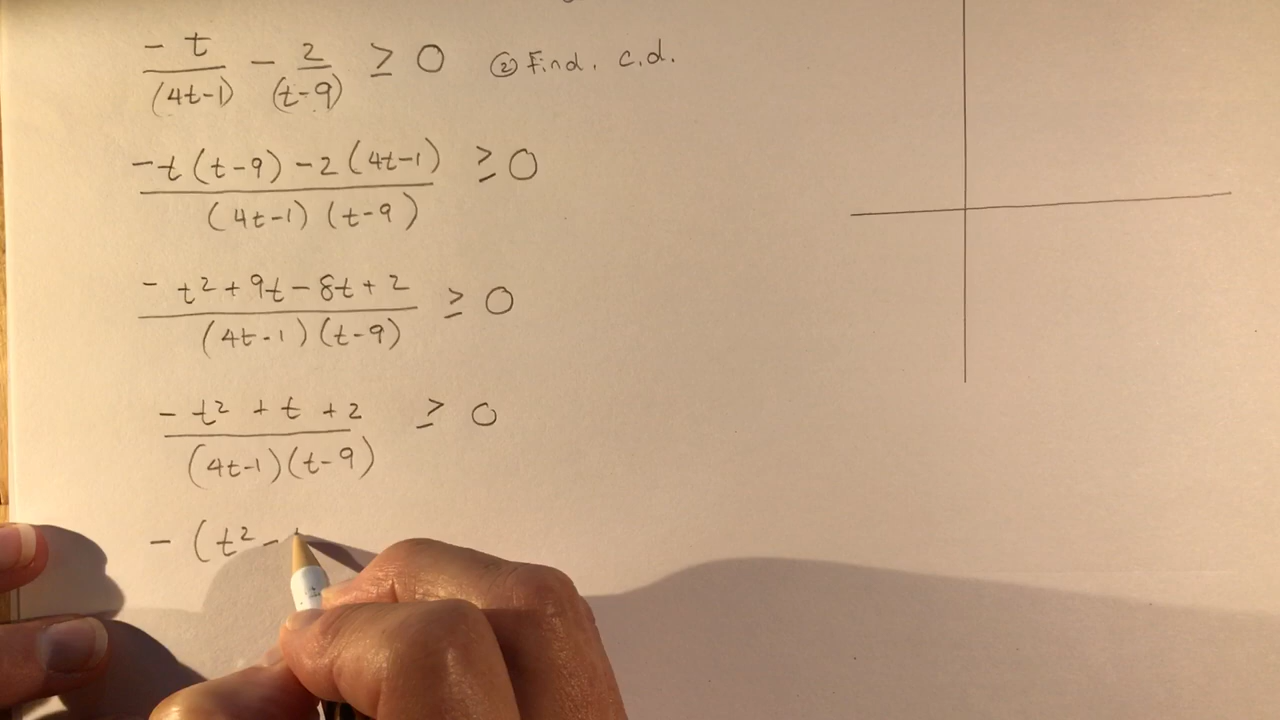 -t/(4t-1) - 2/(t-9) ≥ 0 ② Find. c.d.
-t(t-9)-2(4t-1)/(4t-1)(t-9) ≥ 0
-t²+9t-8t+2/(4t-1)(t-9) ≥ 0
-t²+t+2/(4t-1)(t-9) ≥ 0
-(t²-